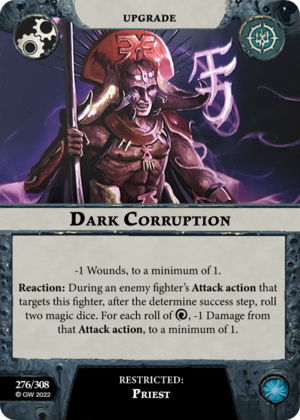 UPGRADE
DARK CORRUPTION
-1 Wounds, to a minimum of 1.
Reaction: During an enemy fighter's Attack action that
targets this fighter, after the determine success step, roll
two magic dice. For each roll of , -1 Damage from
that Attack action, to a minimum of 1.
276/308
© GW 2022
RESTRICTED:
PRIEST